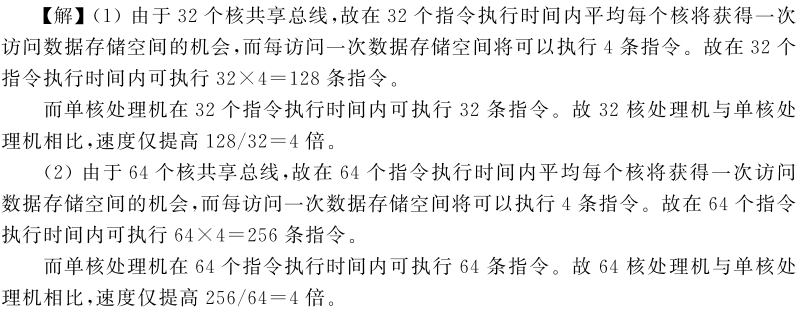 【解】(1) 由于 32 个核共享总线,故在 32 个指令执行时间内平均每个核将获得一次
访问数据存储空间的机会,而每访问一次数据存储空间将可以执行 4 条指令。故在 32 个
指令执行时间内可执行 32×4=128 条指令。
而单核处理机在 32 个指令执行时间内可执行 32 条指令。故 32 核处理机与单核处
理机相比,速度仅提高 128/32=4 倍。
(2) 由于 64 个核共享总线,故在 64 个指令执行时间内平均每个核将获得一次访问
数据存储空间的机会,而每访问一次数据存储空间将可以执行 4 条指令。故在 64 个指令
执行时间内可执行 64×4=256 条指令。
而单核处理机在 64 个指令执行时间内可执行 64 条指令。故 64 核处理机与单核处
理机相比,速度仅提高 256/64=4 倍。